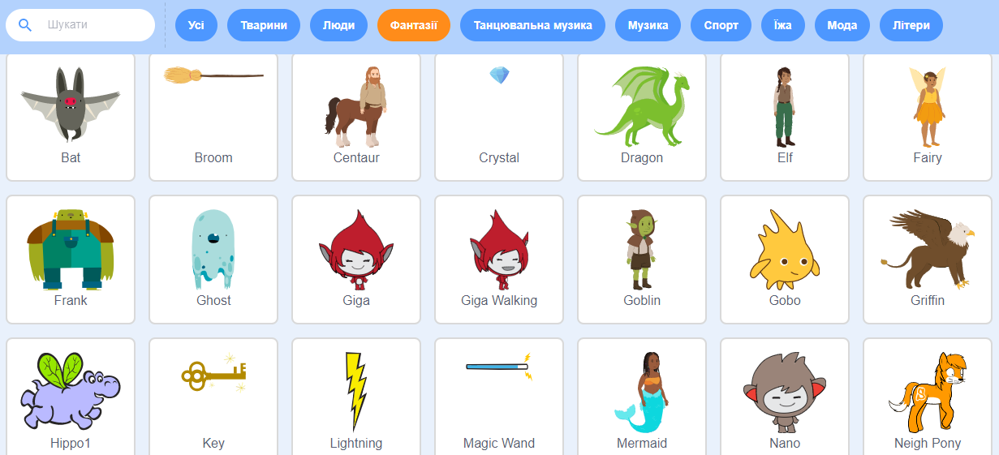 Шукати
Усі
Тварини
Люди
Фантазії
Танцювальна музика
Музика
Спорт
Їжа
Мода
Літери
Bat
Broom
Centaur
Crystal
Dragon
Elf
Fairy
Frank
Ghost
Giga
Giga Walking
Goblin
Gobo
Griffin
Hippo1
Key
Lightning
Magic Wand
Mermaid
Nano
Neigh Pony